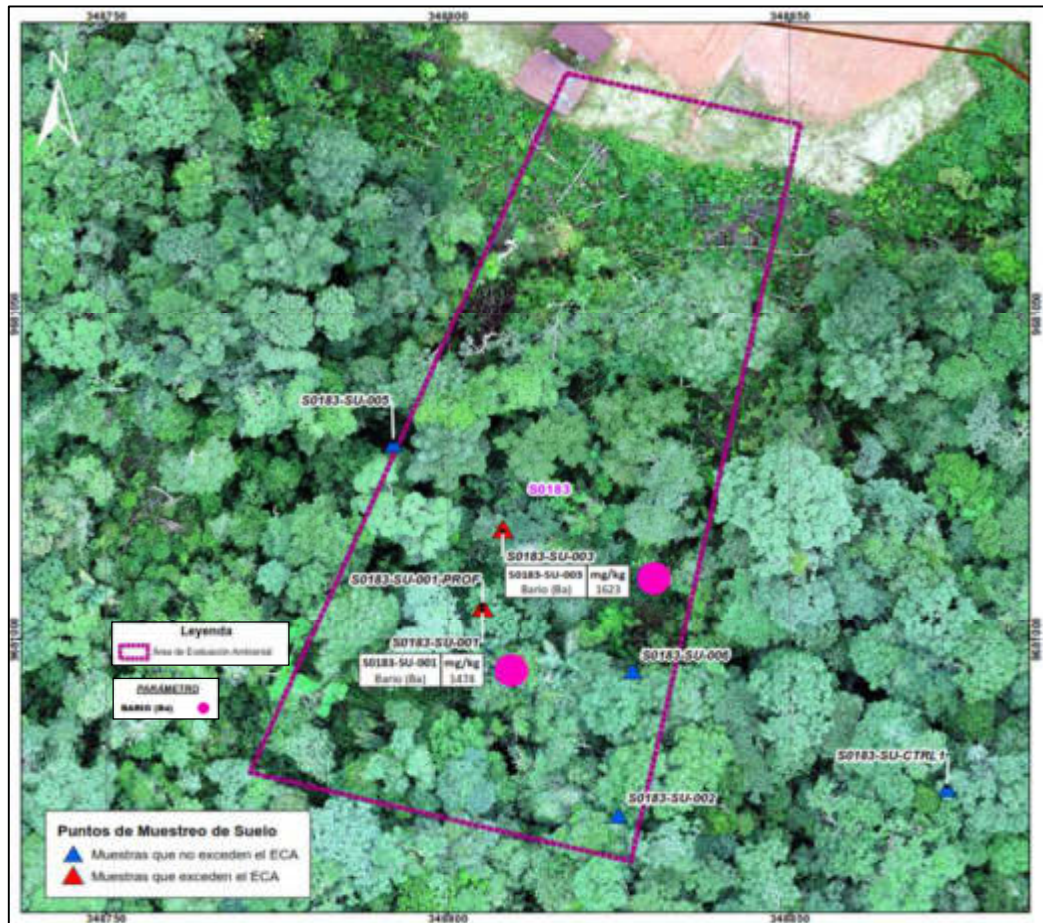 348750 348800 348850
N
S0183-SU-005
S0183
S0183-SU-003
S0183-SU-003 mg/kg
Bario (Ba) 1623
S0183-SU-001-PROF
S0183-SU-001
S0183-SU-001 mg/kg
Bario (Ba)
S0183-SU-006
Leyenda
Área de Evaluación Ambiental
PARÁMETRO
BARIO (Ba)
S0183-SU-CTRL1
S0183-SU-002
Puntos de Muestreo de Suelo
Muestras que no exceden el ECA
Muestras que exceden el ECA
348750 348800 348850